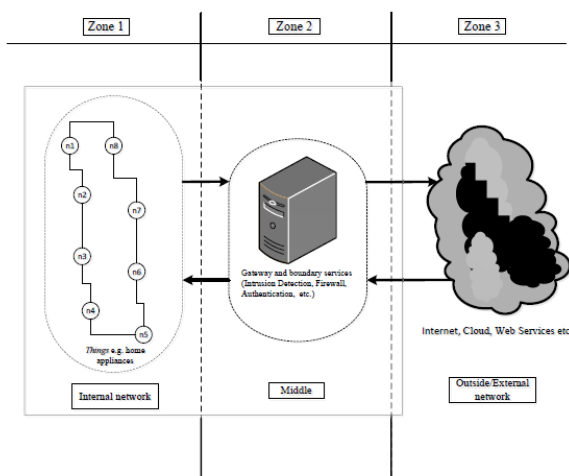 Zone 1
Zone 2
Zone 3
n1
n8
n2
n7
n3
n6
n4
n5
Things e.g. home
appliances
Gateway and boundary services
(Intrusion Detection, Firewall,
Authentication, etc.)
Internet, Cloud, Web Services etc
Internal network
Middle
Outside/External
network